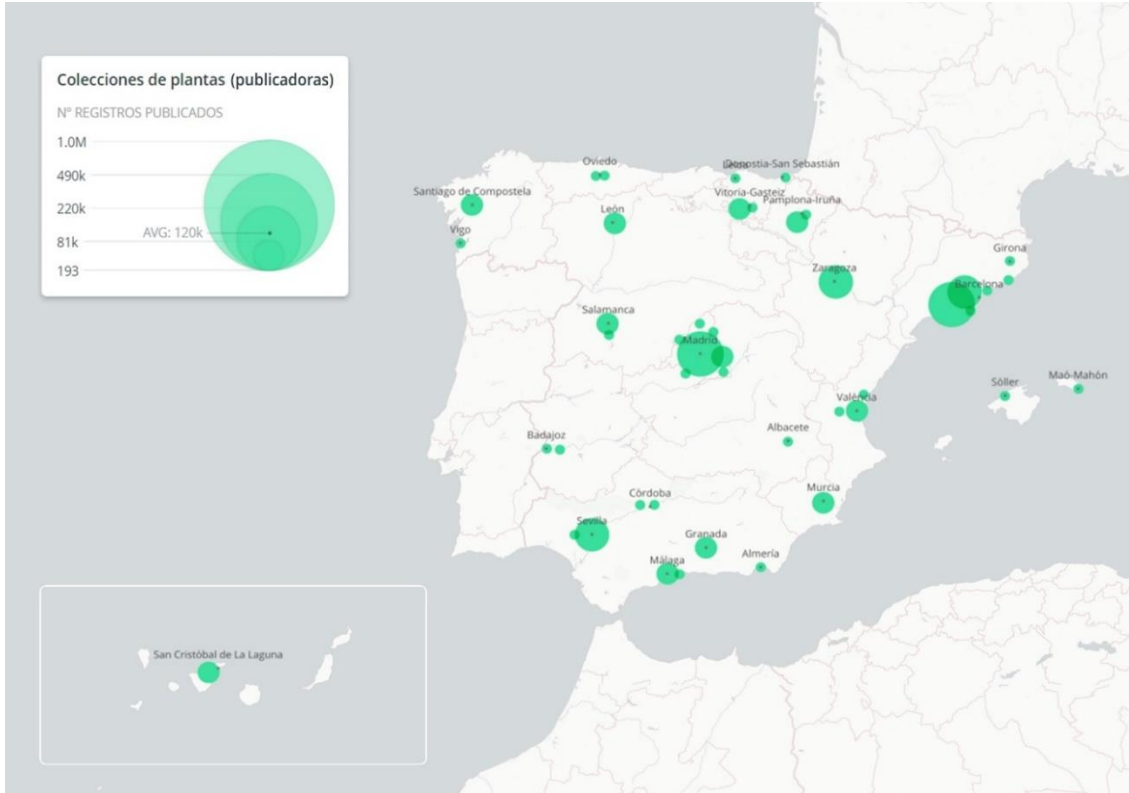 Colecciones de plantas (publicadoras)
Nº REGISTROS PUBLICADOS
1.0M
490k
220k
AVG: 120k
81k
193
Oviedo
Donostia-San Sebastián
Santiago de Compostela
Vitoria-Gasteiz
Pamplona-Iruña
León
Vigo
Girona
Zaragoza
Barcelona
Salamanca
Madrid
Maó-Mahón
Sóller
València
Albacete
Badajoz
Murcia
Córdoba
Sevilla
Granada
Almería
Málaga
San Cristóbal de La Laguna